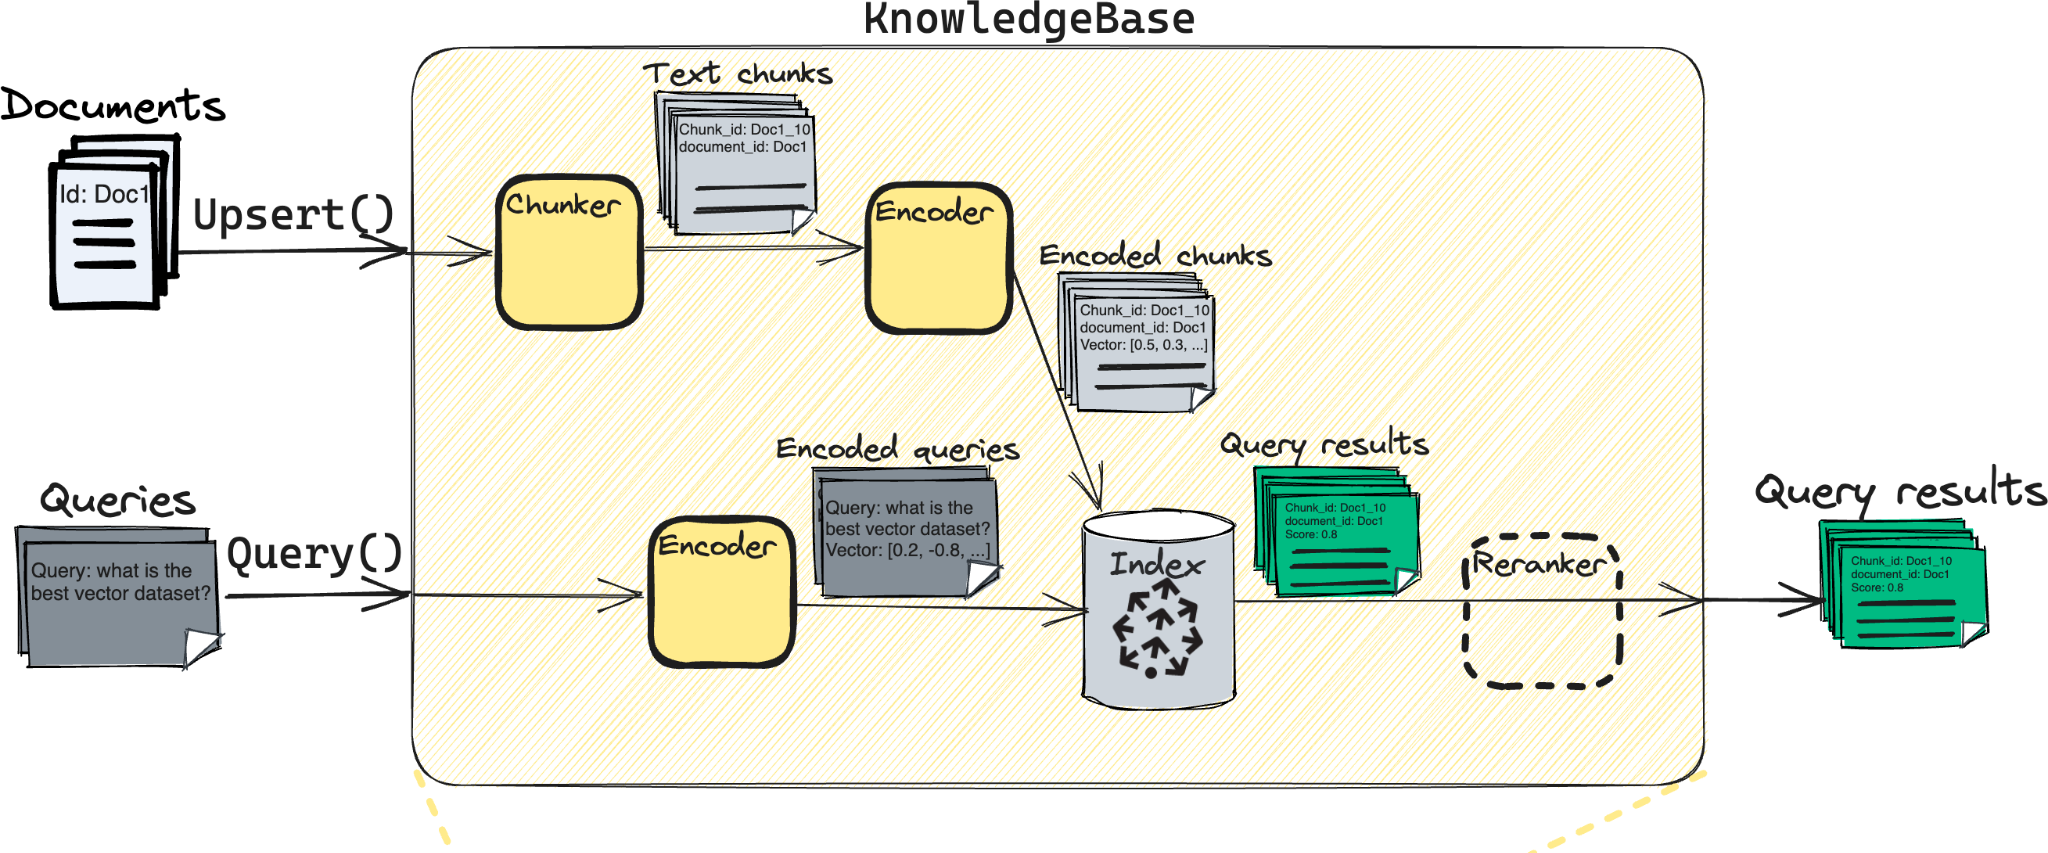 KnowledgeBase
Documents
Id: Doc1
Upsert()
Chunker
Text chunks
Chunk_id: Doc1_10
document_id: Doc1
Encoder
Encoded chunks
Chunk_id: Doc1_10
document_id: Doc1
Vector: [0.5, 0.3, ...]
Queries
Query: what is the
best vector dataset?
Query()
Encoder
Encoded queries
Query: what is the
best vector dataset?
Vector: [0.2, -0.8, ...]
Index
Query results
Chunk_id: Doc1_10
document_id: Doc1
Score: 0.8
Reranker
Query results
Chunk_id: Doc1_10
document_id: Doc1
Score: 0.8